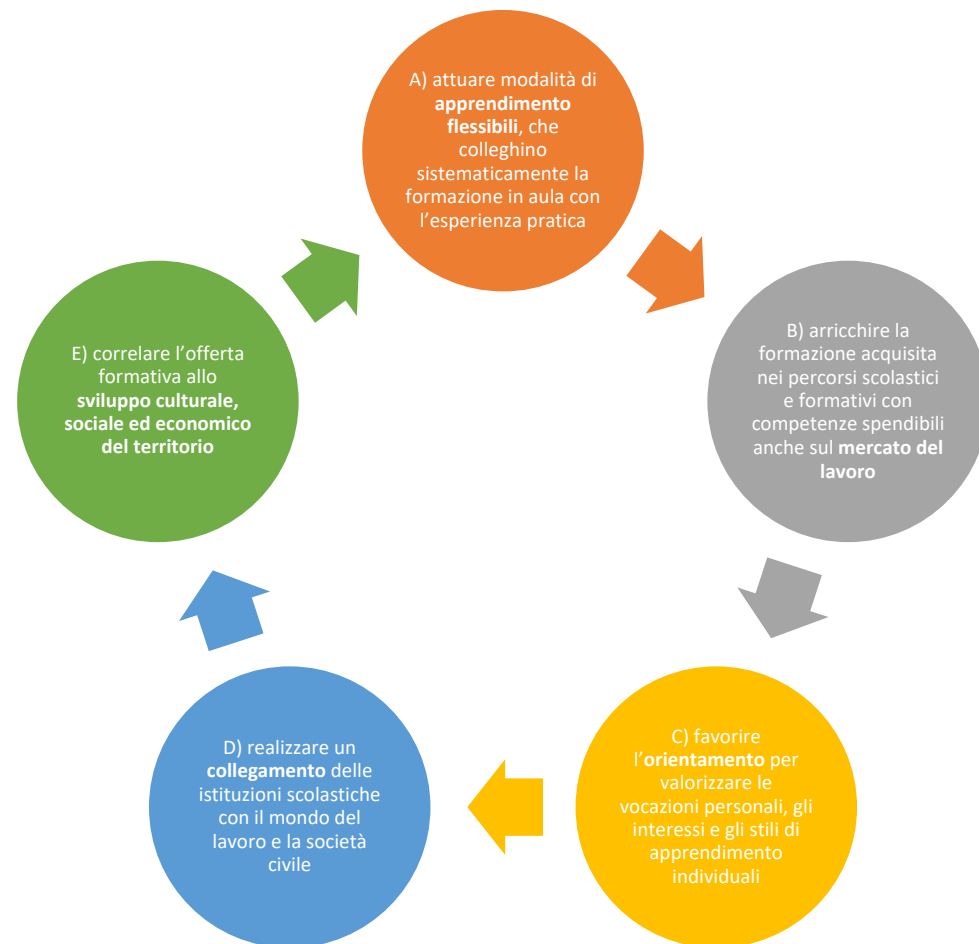 A) attuare modalità di
apprendimento
flessibili, che
colleghino
sistematicamente la
formazione in aula con
l’esperienza pratica
B) arricchire la
formazione acquisita
nei percorsi scolastici
e formativi con
competenze spendibili
anche sul mercato del
lavoro
C) favorire
l’orientamento per
valorizzare le
vocazioni personali, gli
interessi e gli stili di
apprendimento
individuali
D) realizzare un
collegamento delle
istituzioni scolastiche
con il mondo del
lavoro e la società
civile
E) correlare l’offerta
formativa allo
sviluppo culturale,
sociale ed economico
del territorio